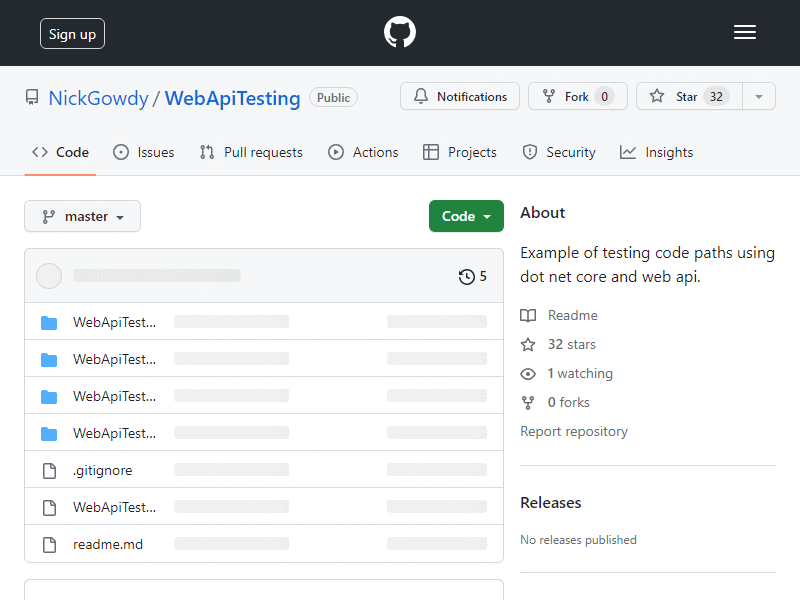 Sign up
NickGowdy / WebApiTesting Public
Notifications
Fork 0
Star 32
Code
Issues
Pull requests
Actions
Projects
Security
Insights
master
Code
5
WebApiTest...
WebApiTest...
WebApiTest...
WebApiTest...
.gitignore
WebApiTest...
readme.md
About
Example of testing code paths using
dot net core and web api.
Readme
32 stars
1 watching
0 forks
Report repository
Releases
No releases published